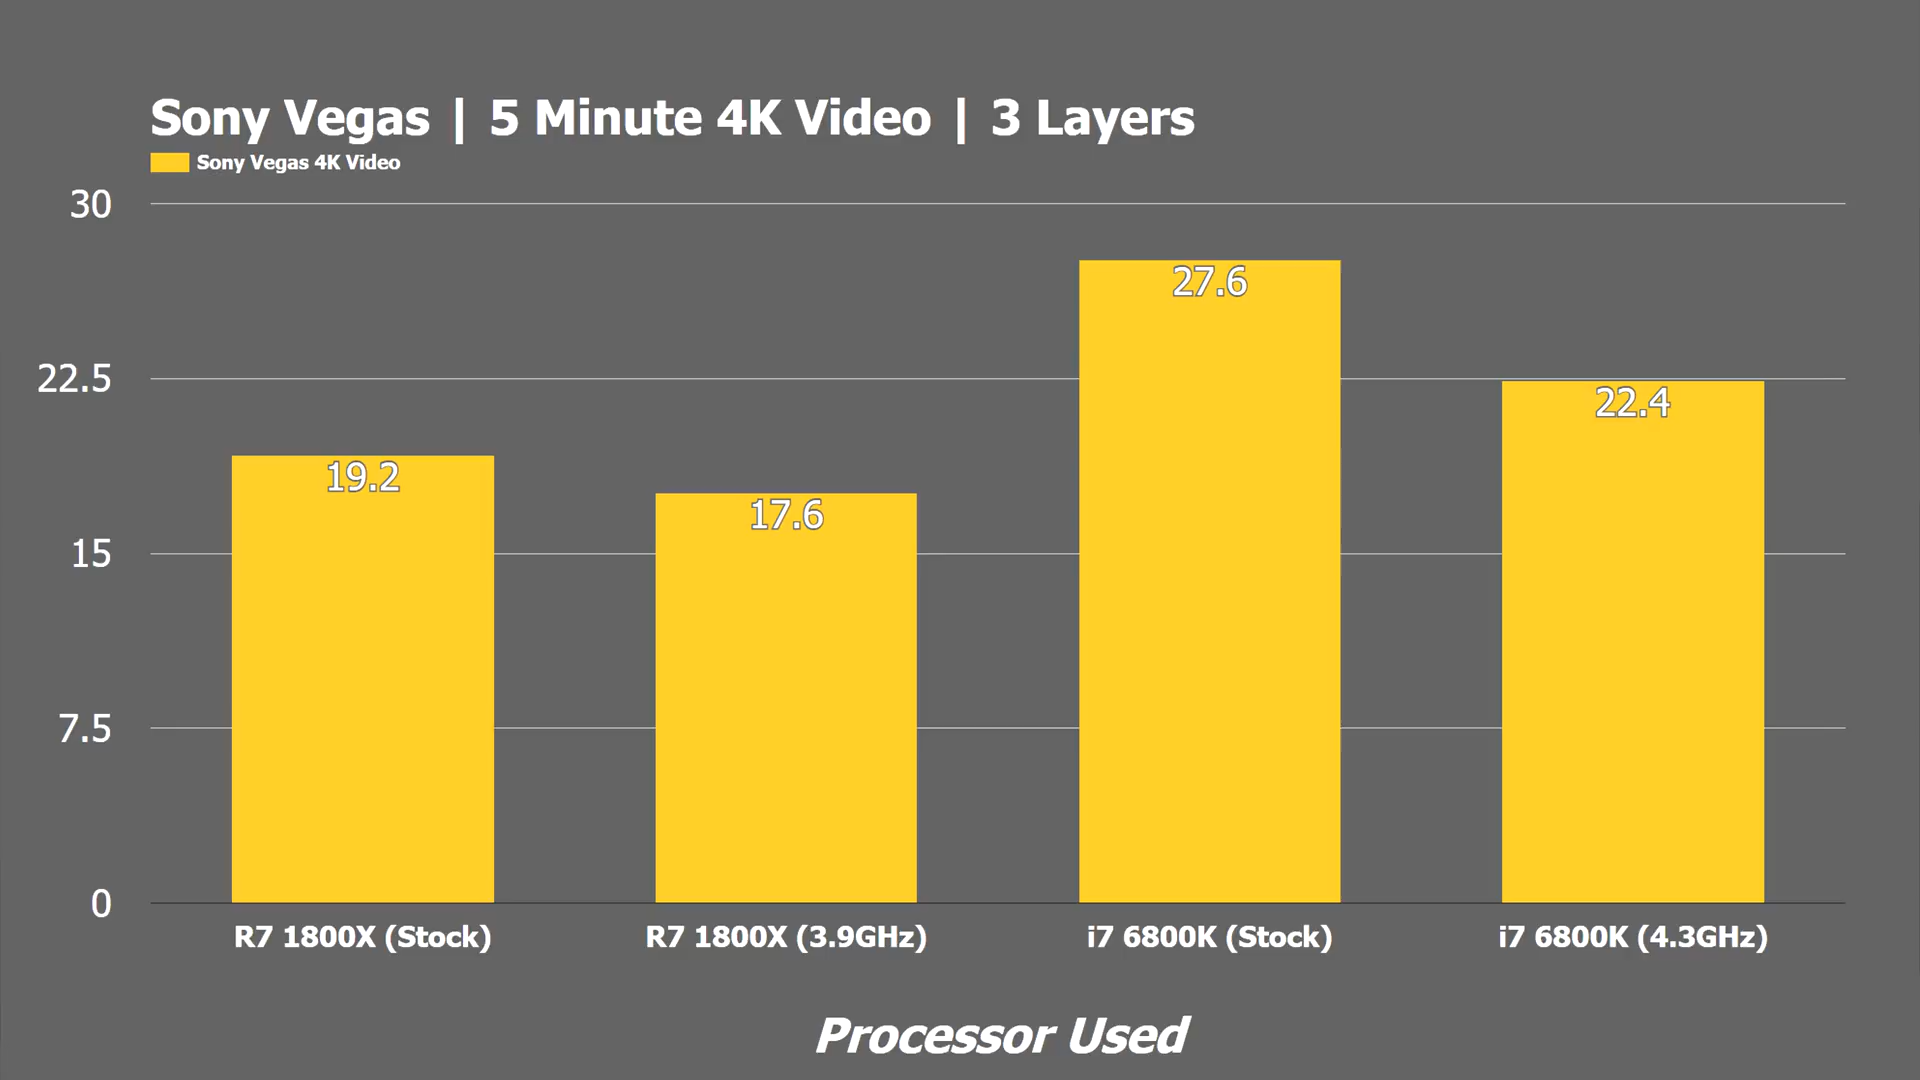 Sony Vegas | 5 Minute 4K Video | 3 Layers
Sony Vegas 4K Video
30
22.5
15
7.5
0
19.2
17.6
27.6
22.4
R7 1800X (Stock)
R7 1800X (3.9GHz)
i7 6800K (Stock)
i7 6800K (4.3GHz)
Processor Used